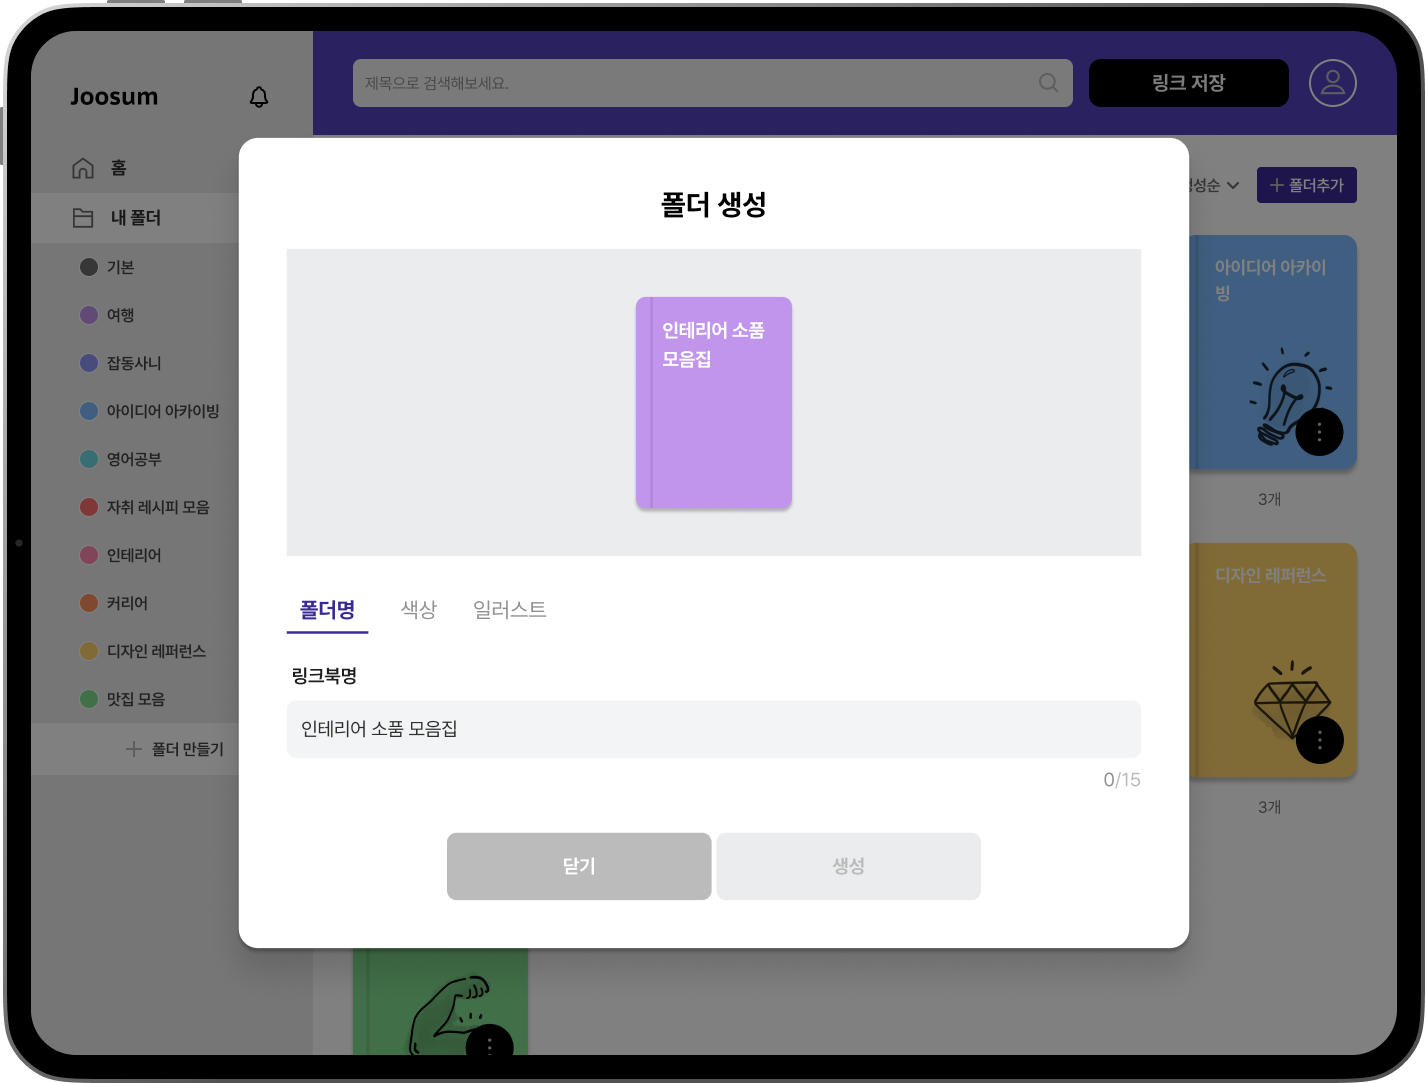 Joosum
제목으로 검색해보세요.
링크 저장
홈
내 폴더
기본
여행
잡동사니
아이디어 아카이빙
영어공부
자취 레시피 모음
인테리어
커리어
디자인 레퍼런스
맛집 모음
폴더 만들기
폴더추가
아이디어 아카이
빙
3개
디자인 레퍼런스
3개
폴더 생성
인테리어 소품
모음집
폴더명 색상 일러스트
링크북명
인테리어 소품 모음집
0/15
닫기
생성